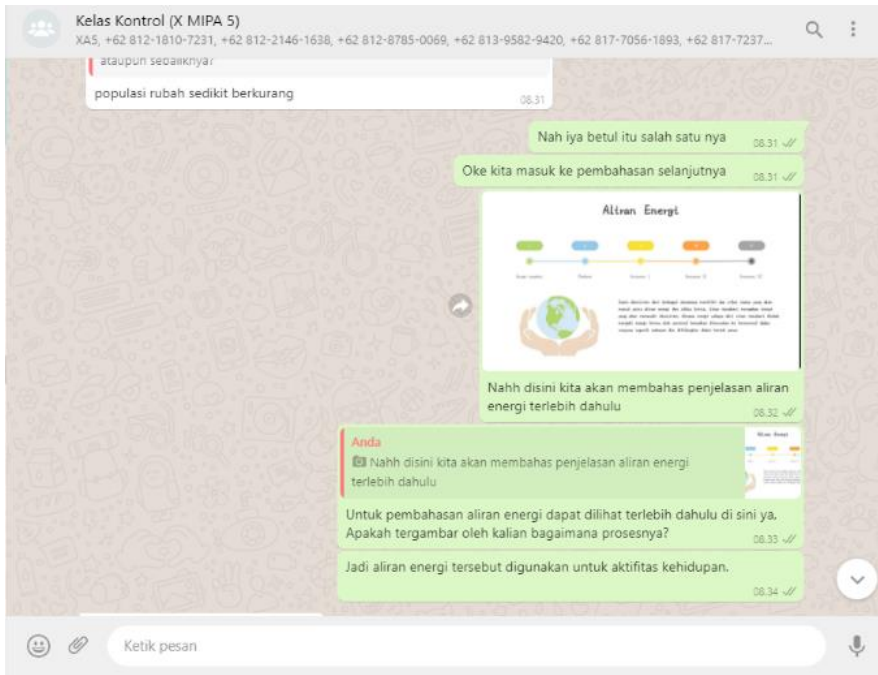 Kelas Kontrol (X MIPA 5)
XA5, +62 812-1810-7231, +62 812-2146-1638, +62 812-8785-0069, +62 813-9582-9420, +62 817-7056-1893, +62 817-7237...
ataupun sebaliknya?
populasi rubah sedikit berkurang
08.31
Nah iya betul itu salah satu nya
08.31
Oke kita masuk ke pembahasan selanjutnya
08.31
Aliran Energi
Nahh disini kita akan membahas penjelasan aliran
energi terlebih dahulu
08.32
Anda
Nahh disini kita akan membahas penjelasan aliran energi
terlebih dahulu
Untuk pembahasan aliran energi dapat dilihat terlebih dahulu di sini ya.
Apakah tergambar oleh kalian bagaimana prosesnya?
08.33
Jadi aliran energi tersebut digunakan untuk aktifitas kehidupan.
08.34
Ketik pesan